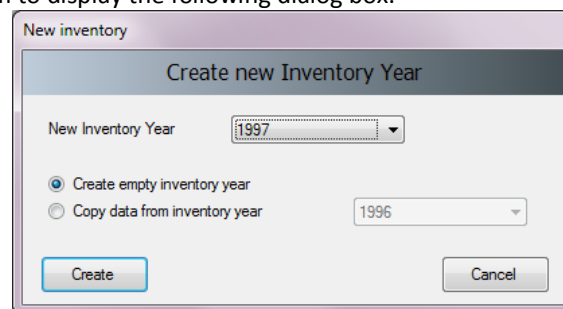 to display the following dialog box.
New inventory
Create new Inventory Year
New Inventory Year 1997
Create empty inventory year
Copy data from inventory year 1996
Create Cancel